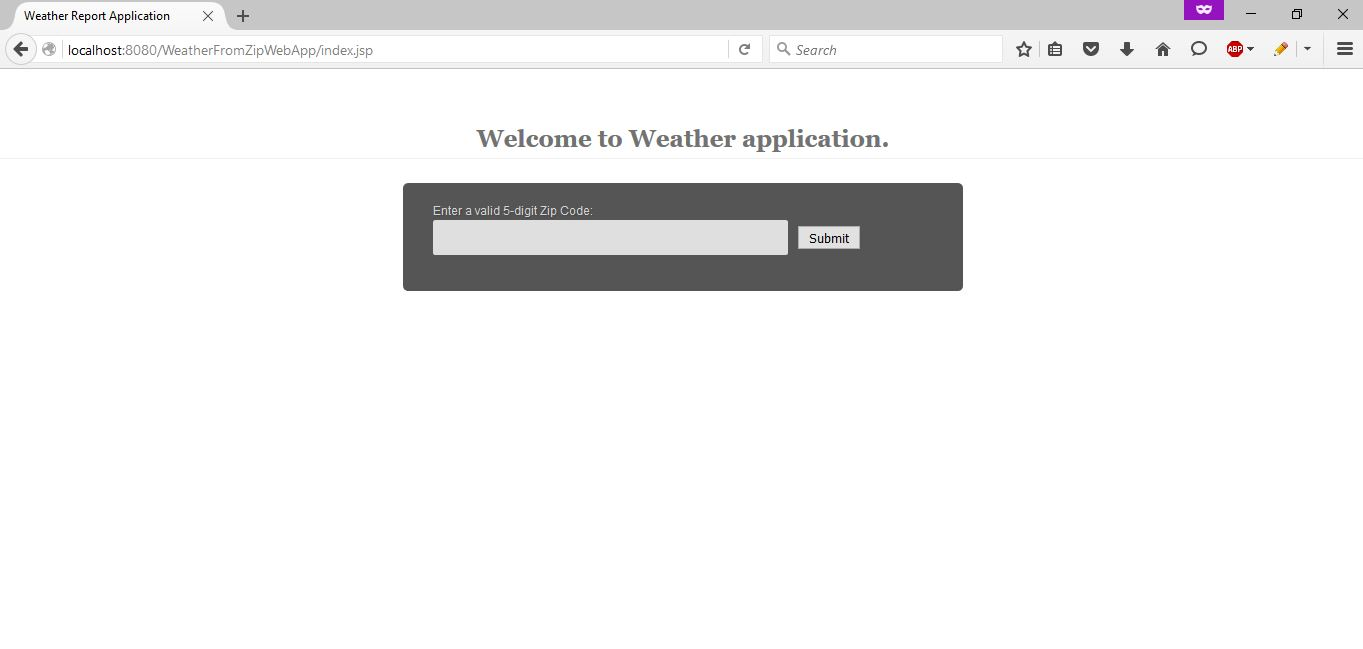 Weather Report Application
localhost:8080/WeatherFromZipWebApp/index.jsp
Search
ABP
Welcome to Weather application.
Enter a valid 5-digit Zip Code:
Submit